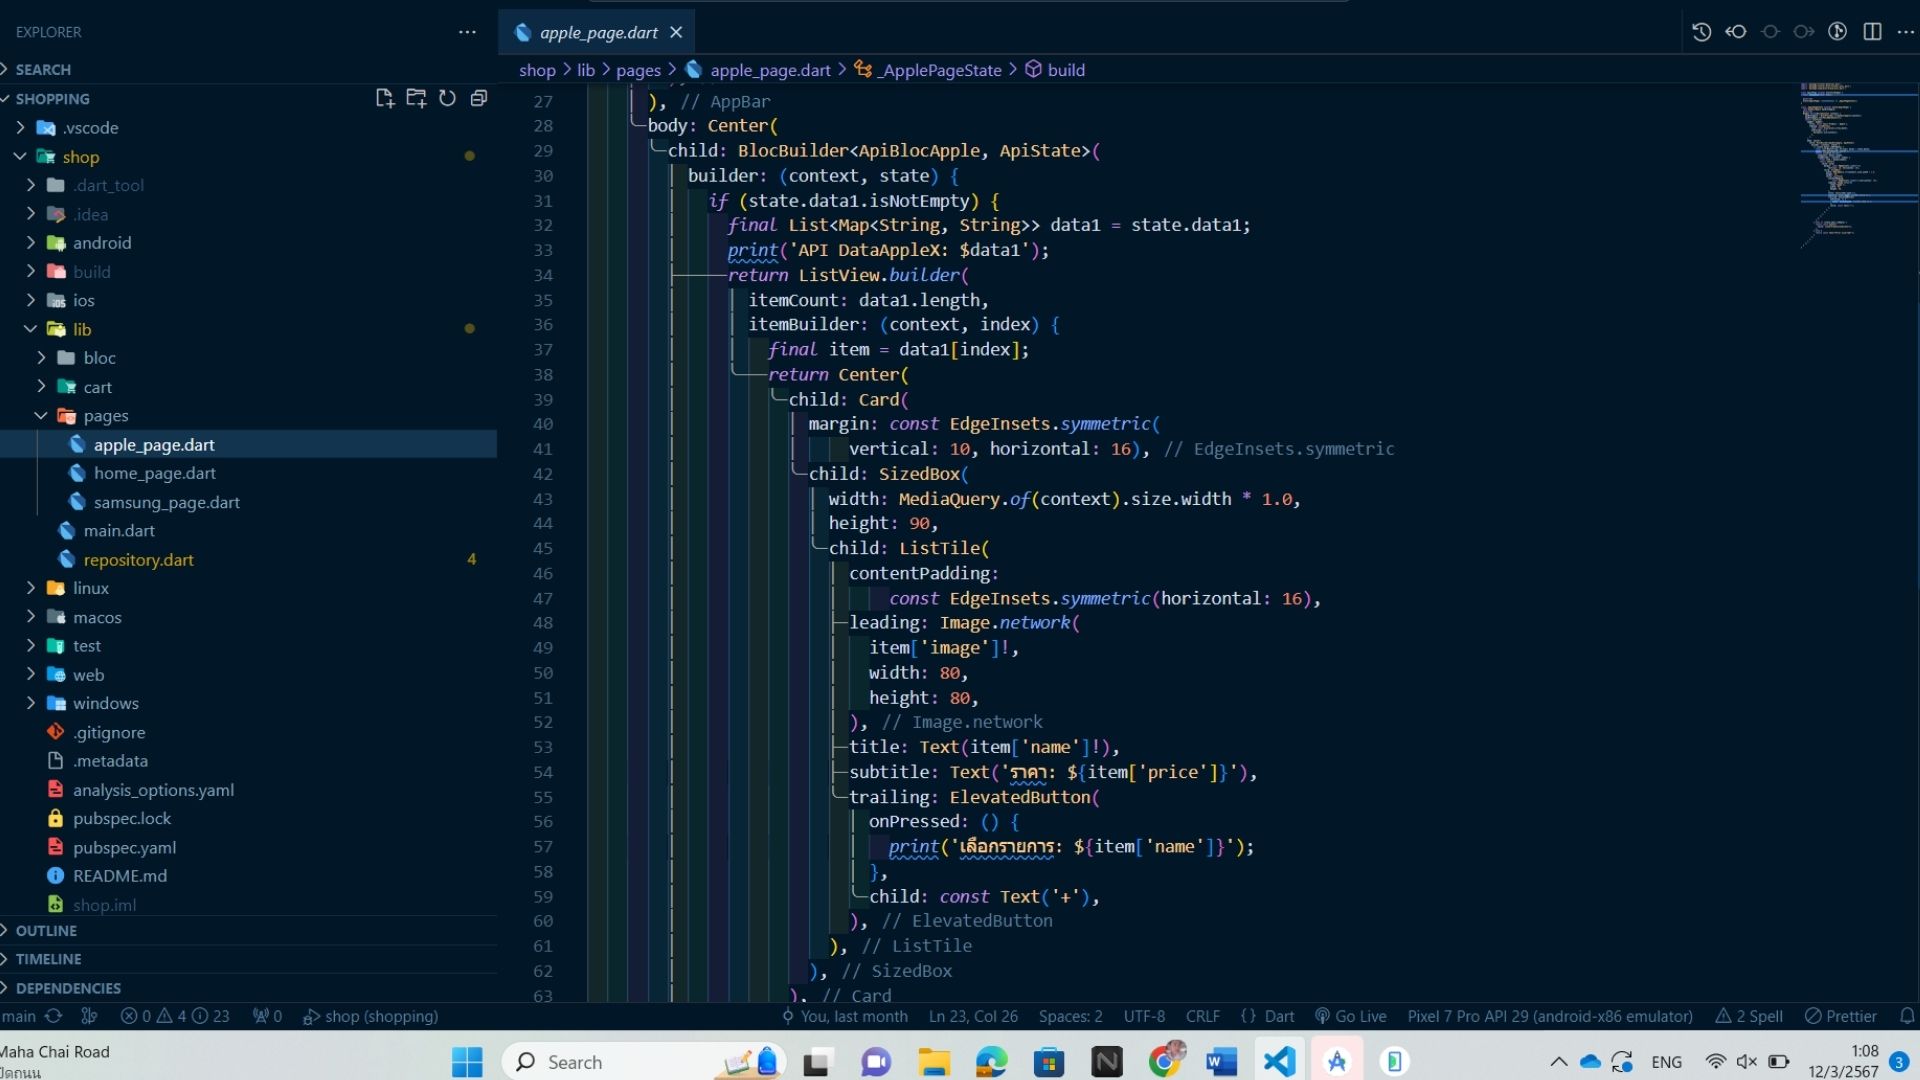 EXPLORER
SEARCH
SHOPPING
.vscode
shop
.dart_tool
.idea
android
build
ios
lib
bloc
cart
pages
apple_page.dart
home_page.dart
samsung_page.dart
main.dart
repository.dart 4
linux
macos
test
web
windows
.gitignore
.metadata
analysis_options.yaml
pubspec.lock
pubspec.yaml
README.md
shop.iml
OUTLINE
TIMELINE
DEPENDENCIES
apple_page.dart
shop > lib > pages > apple_page.dart > _ApplePageState > build
27 ), // AppBar
28 body: Center(
29 child: BlocBuilder<ApiBlocApple, ApiState>(
30 builder: (context, state) {
31 if (state.data1.isNotEmpty) {
32 final List<Map<String, String>> data1 = state.data1;
33 print('API DataAppleX: $data1');
34 return ListView.builder(
35 itemCount: data1.length,
36 itemBuilder: (context, index) {
37 final item = data1[index];
38 return Center(
39 child: Card(
40 margin: const EdgeInsets.symmetric(
41 vertical: 10, horizontal: 16), // EdgeInsets.symmetric
42 child: SizedBox(
43 width: MediaQuery.of(context).size.width * 1.0,
44 height: 90,
45 child: ListTile(
46 contentPadding:
47 const EdgeInsets.symmetric(horizontal: 16),
48 leading: Image.network(
49 item['image']!,
50 width: 80,
51 height: 80,
52 ), // Image.network
53 title: Text(item['name']!),
54 subtitle: Text('ราคา: ${item['price']}'),
55 trailing: ElevatedButton(
56 onPressed: () {
57 print('เลือกรายการ: ${item['name']}');
58 },
59 child: const Text('+'),
60 ), // ElevatedButton
61 ), // ListTile
62 ), // SizedBox
63 ), // Card
main 0 4 23 0 shop (shopping) You, last month Ln 23, Col 26 Spaces: 2 UTF-8 CRLF {} Dart Go Live Pixel 7 Pro API 29 (android-x86 emulator) 2 Spell Prettier
Maha Chai Road
ปิดถนน
Search
ENG
1:08
12/3/2567
3